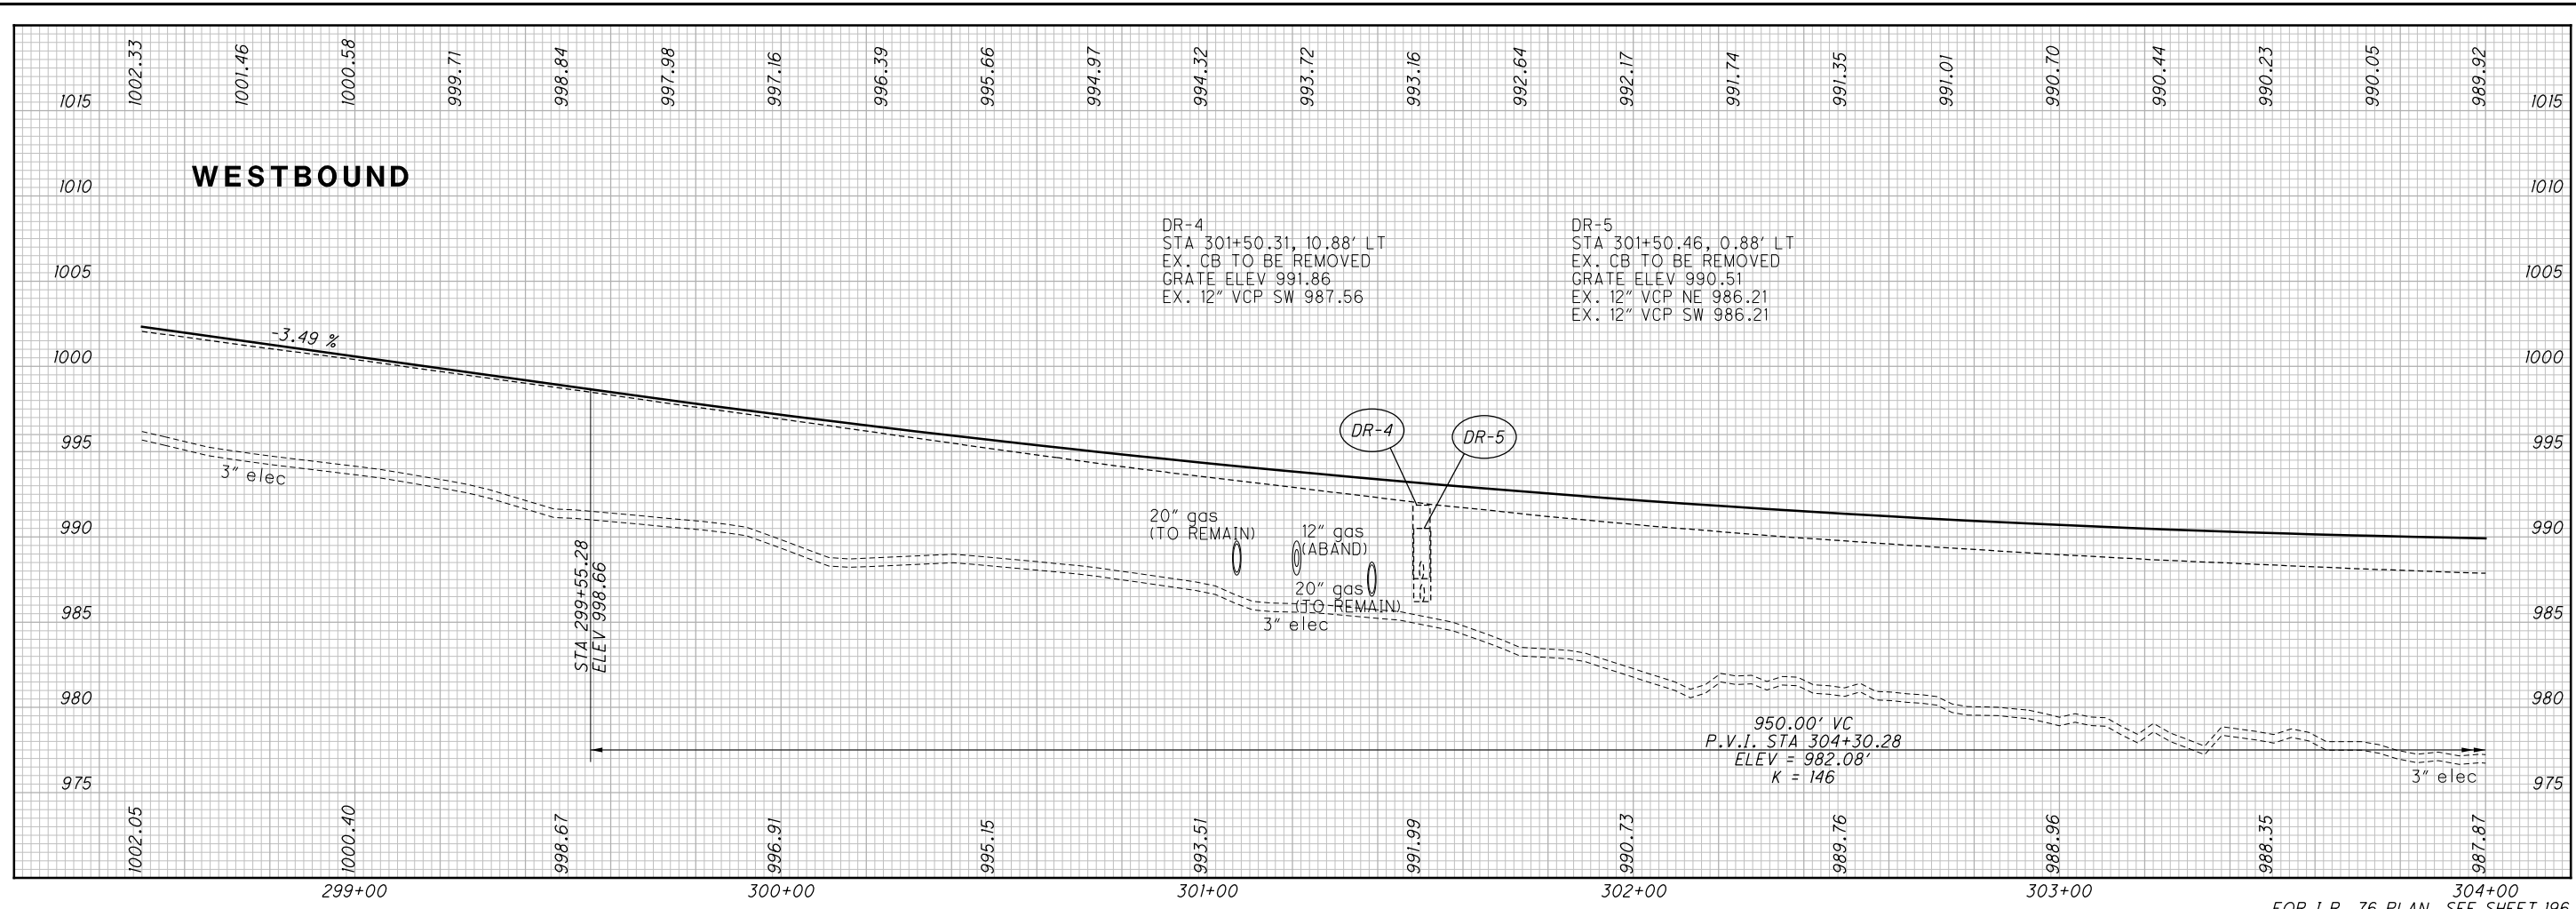 1002.33 1001.46 1000.58 999.71 998.84 997.98 997.16 996.39 995.66 994.97 994.32 993.72 993.16 992.64 992.17 991.74 991.35 991.01 990.70 990.44 990.23 990.05 989.92
1015 1015
WESTBOUND
1010 1010
DR-4
STA 301+50.31, 10.88' LT
EX. CB TO BE REMOVED
GRATE ELEV 991.86
EX. 12" VCP SW 987.56
DR-5
STA 301+50.46, 0.88' LT
EX. CB TO BE REMOVED
GRATE ELEV 990.51
EX. 12" VCP NE 986.21
EX. 12" VCP SW 986.21
1005 1005
-3.49 %
1000 1000
DR-4
DR-5
995 995
3" elec
20" gas
(TO REMAIN)
12" gas
(ABAND)
990 990
STA 299+55.28
ELEV 998.66
20" gas
(TO REMAIN)
985 985
3" elec
980 980
950.00' VC
P.V.I. STA 304+30.28
ELEV = 982.08'
K = 146
3" elec
975 975
1002.05 1000.40 998.67 996.91 995.15 993.51 991.99 990.73 989.76 988.96 988.35 987.87
299+00 300+00 301+00 302+00 303+00 304+00